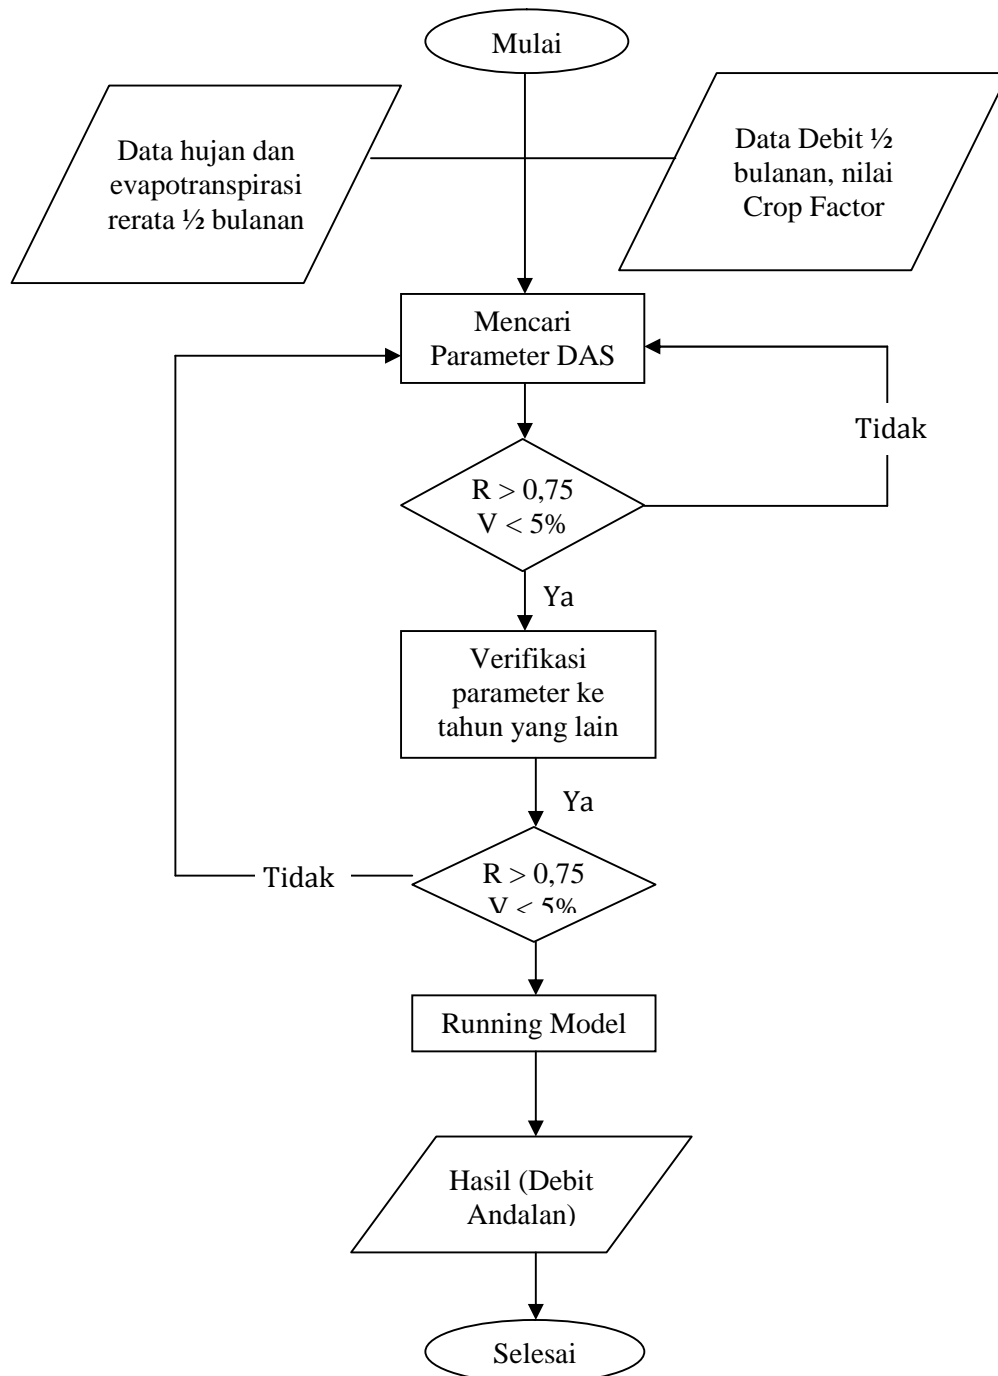 Mulai
Data hujan dan
evapotranspirasi
rerata ½ bulanan
Data Debit ½
bulanan, nilai
Crop Factor
Mencari
Parameter DAS
Tidak
R > 0,75
V < 5%
Ya
Verifikasi
parameter ke
tahun yang lain
Ya
Tidak
R > 0,75
V < 5%
Running Model
Hasil (Debit
Andalan)
Selesai